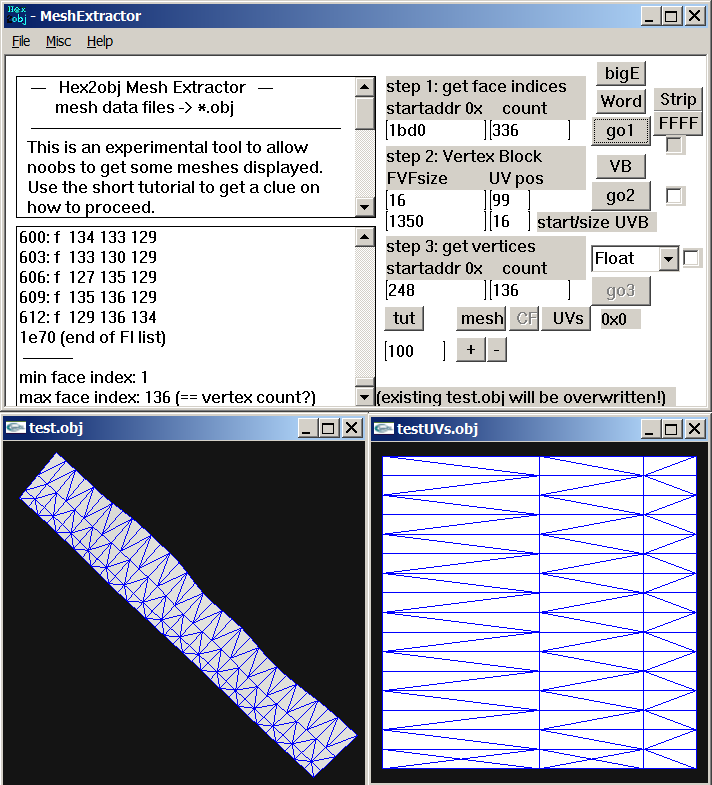 Hex obj - MeshExtractor
File Misc Help
— Hex2obj Mesh Extractor —
mesh data files -> *.obj
This is an experimental tool to allow
noobs to get some meshes displayed.
Use the short tutorial to get a clue on
how to proceed.
600: f 134 133 129
603: f 133 130 129
606: f 127 135 129
609: f 135 136 129
612: f 129 136 134
1e70 (end of FI list)
min face index: 1
max face index: 136 (== vertex count?)
step 1: get face indices
startaddr 0x count
1bd0 336
bigE
Word Strip
go1 FFFF
step 2: Vertex Block
FVFsize UV pos
16 99
1350 16 start/size UVB
VB
go2
step 3: get vertices
startaddr 0x count
248 136
Float
go3
tut mesh CF UVs 0x0
100 + -
(existing test.obj will be overwritten!)
test.obj
testUVs.obj